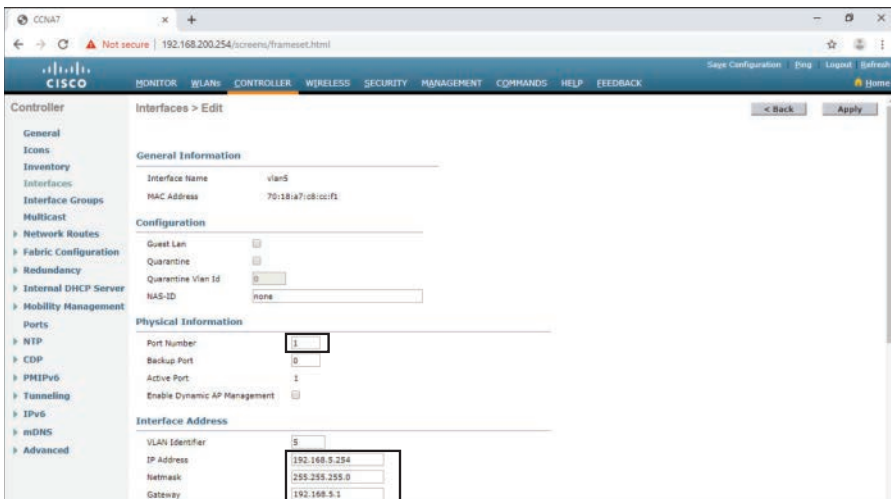 CCNA7
Not secure | 192.168.200.254/screens/frameset.html
Save Configuration | Ping | Logout | Refresh
CISCO
MONITOR WLANs CONTROLLER WIRELESS SECURITY MANAGEMENT COMMANDS HELP FEEDBACK
Home
Controller
General
Icons
Inventory
Interfaces
Interface Groups
Multicast
Network Routes
Fabric Configuration
Redundancy
Internal DHCP Server
Mobility Management
Ports
NTP
CDP
PMIPv6
Tunneling
IPv6
mDNS
Advanced
Interfaces > Edit
< Back
Apply
General Information
Interface Name vlan5
MAC Address 70:18:a7:c8:cc:f1
Configuration
Guest Lan
Quarantine
Quarantine Vlan Id 0
NAS-ID none
Physical Information
Port Number 1
Backup Port 0
Active Port 1
Enable Dynamic AP Management
Interface Address
VLAN Identifier 5
IP Address 192.168.5.254
Netmask 255.255.255.0
Gateway 192.168.5.1